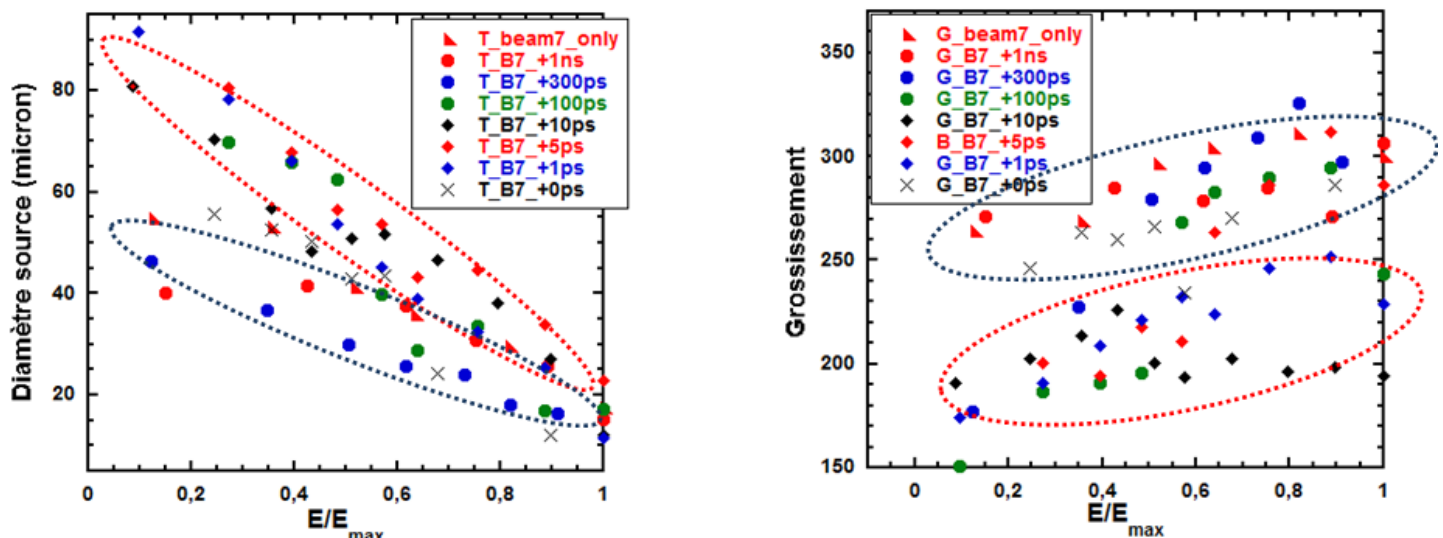 Diamètre source (micron)
80
60
40
20
0
0,2
0,4
0,6
0,8
1
E/E max
T_beam7_only
T_B7_+1ns
T_B7_+300ps
T_B7_+100ps
T_B7_+10ps
T_B7_+5ps
T_B7_+1ps
T_B7_+0ps
Grossissement
350
300
250
200
150
0
0,2
0,4
0,6
0,8
1
E/E max
G_beam7_only
G_B7_+1ns
G_B7_+300ps
G_B7_+100ps
G_B7_+10ps
B_B7_+5ps
G_B7_+1ps
G_B7_+0ps